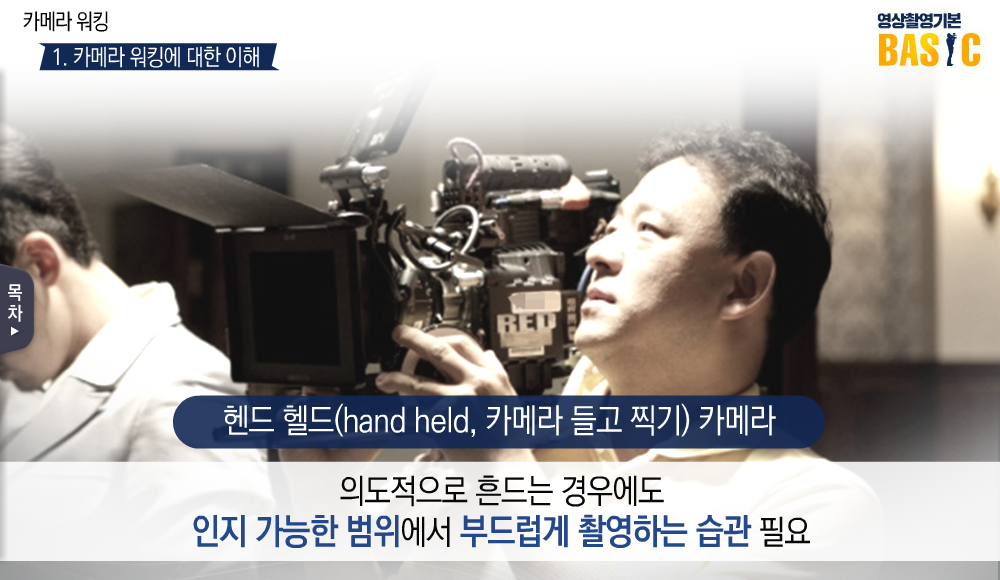 카메라 워킹
1. 카메라 워킹에 대한 이해
영상촬영기본
BASIC
목차
RED
헨드 헬드(hand held, 카메라 들고 찍기) 카메라
의도적으로 흔드는 경우에도
인지 가능한 범위에서 부드럽게 촬영하는 습관 필요